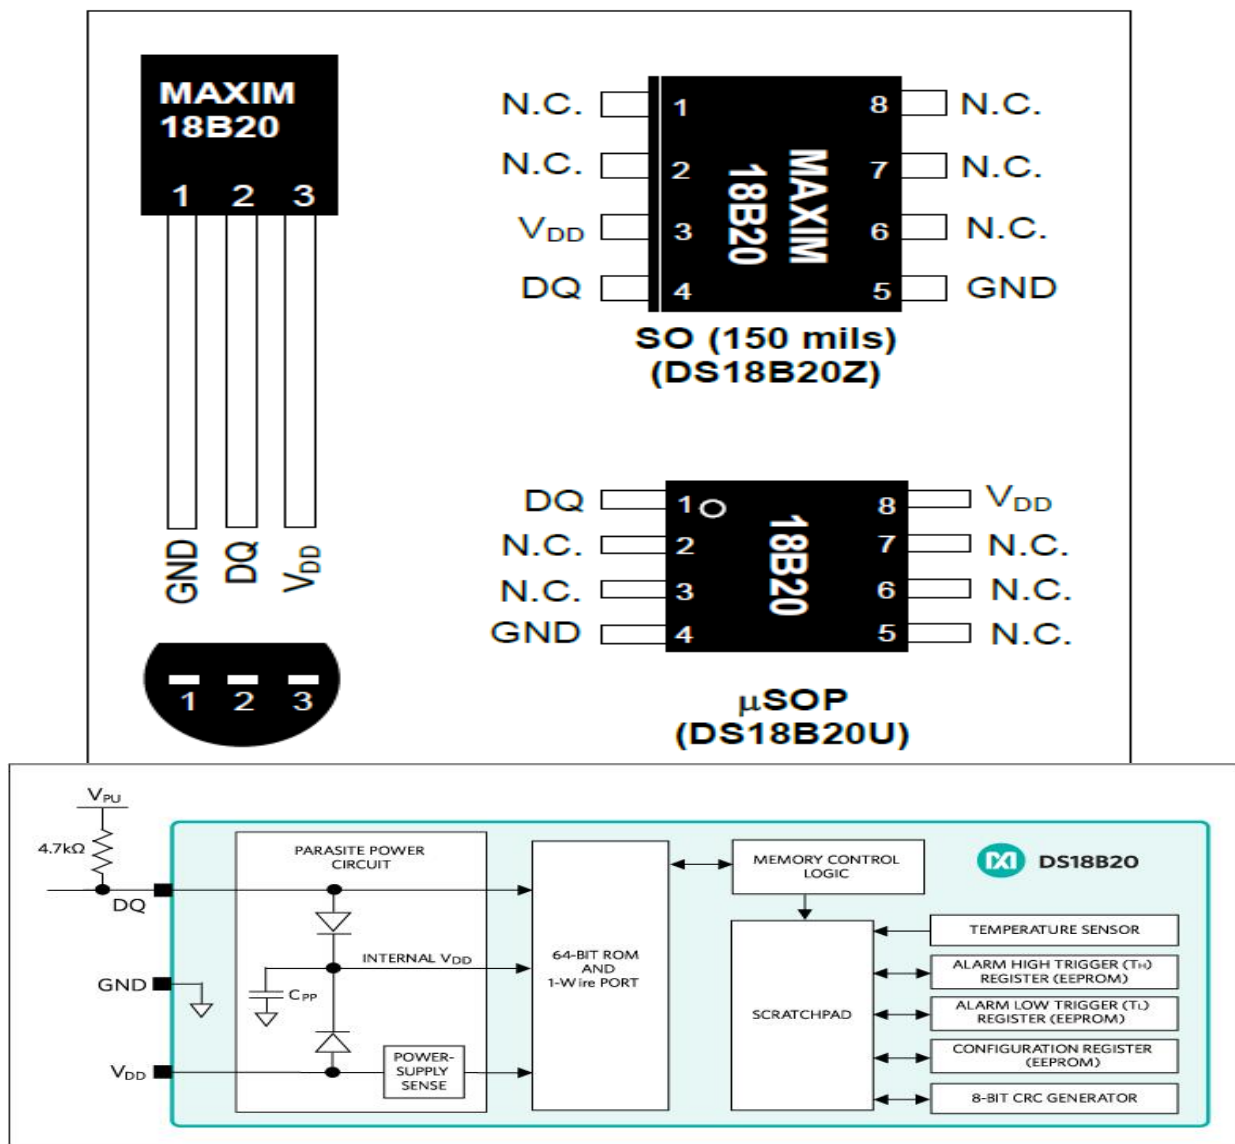 MAXIM
18B20
1 2 3
GND
DQ
VDD
1 2 3
N.C. 1 8 N.C.
N.C. 2 7 N.C.
VDD 3 6 N.C.
DQ 4 5 GND
MAXIM
18B20
SO (150 mils)
(DS18B20Z)
DQ 1 8 VDD
N.C. 2 7 N.C.
N.C. 3 6 N.C.
GND 4 5 N.C.
18B20
μSOP
(DS18B20U)
VPU
4.7kΩ
DQ
GND
VDD
PARASITE POWER
CIRCUIT
INTERNAL VDD
CPP
POWER-
SUPPLY
SENSE
64-BIT ROM
AND
1-Wire PORT
MEMORY CONTROL
LOGIC
SCRATCHPAD
DS18B20
TEMPERATURE SENSOR
ALARM HIGH TRIGGER (TH)
REGISTER (EEPROM)
ALARM LOW TRIGGER (TL)
REGISTER (EEPROM)
CONFIGURATION REGISTER
(EEPROM)
8-BIT CRC GENERATOR